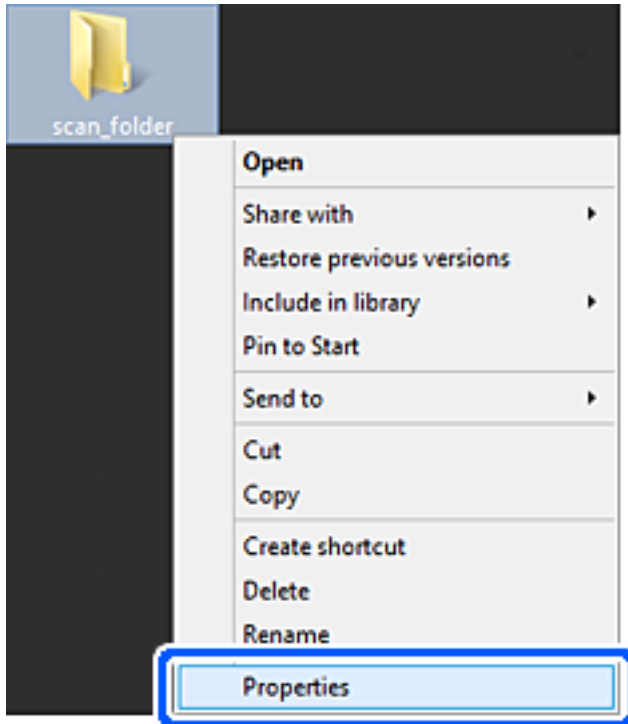 scan_folder
Open
Share with
Restore previous versions
Include in library
Pin to Start
Send to
Cut
Copy
Create shortcut
Delete
Rename
Properties